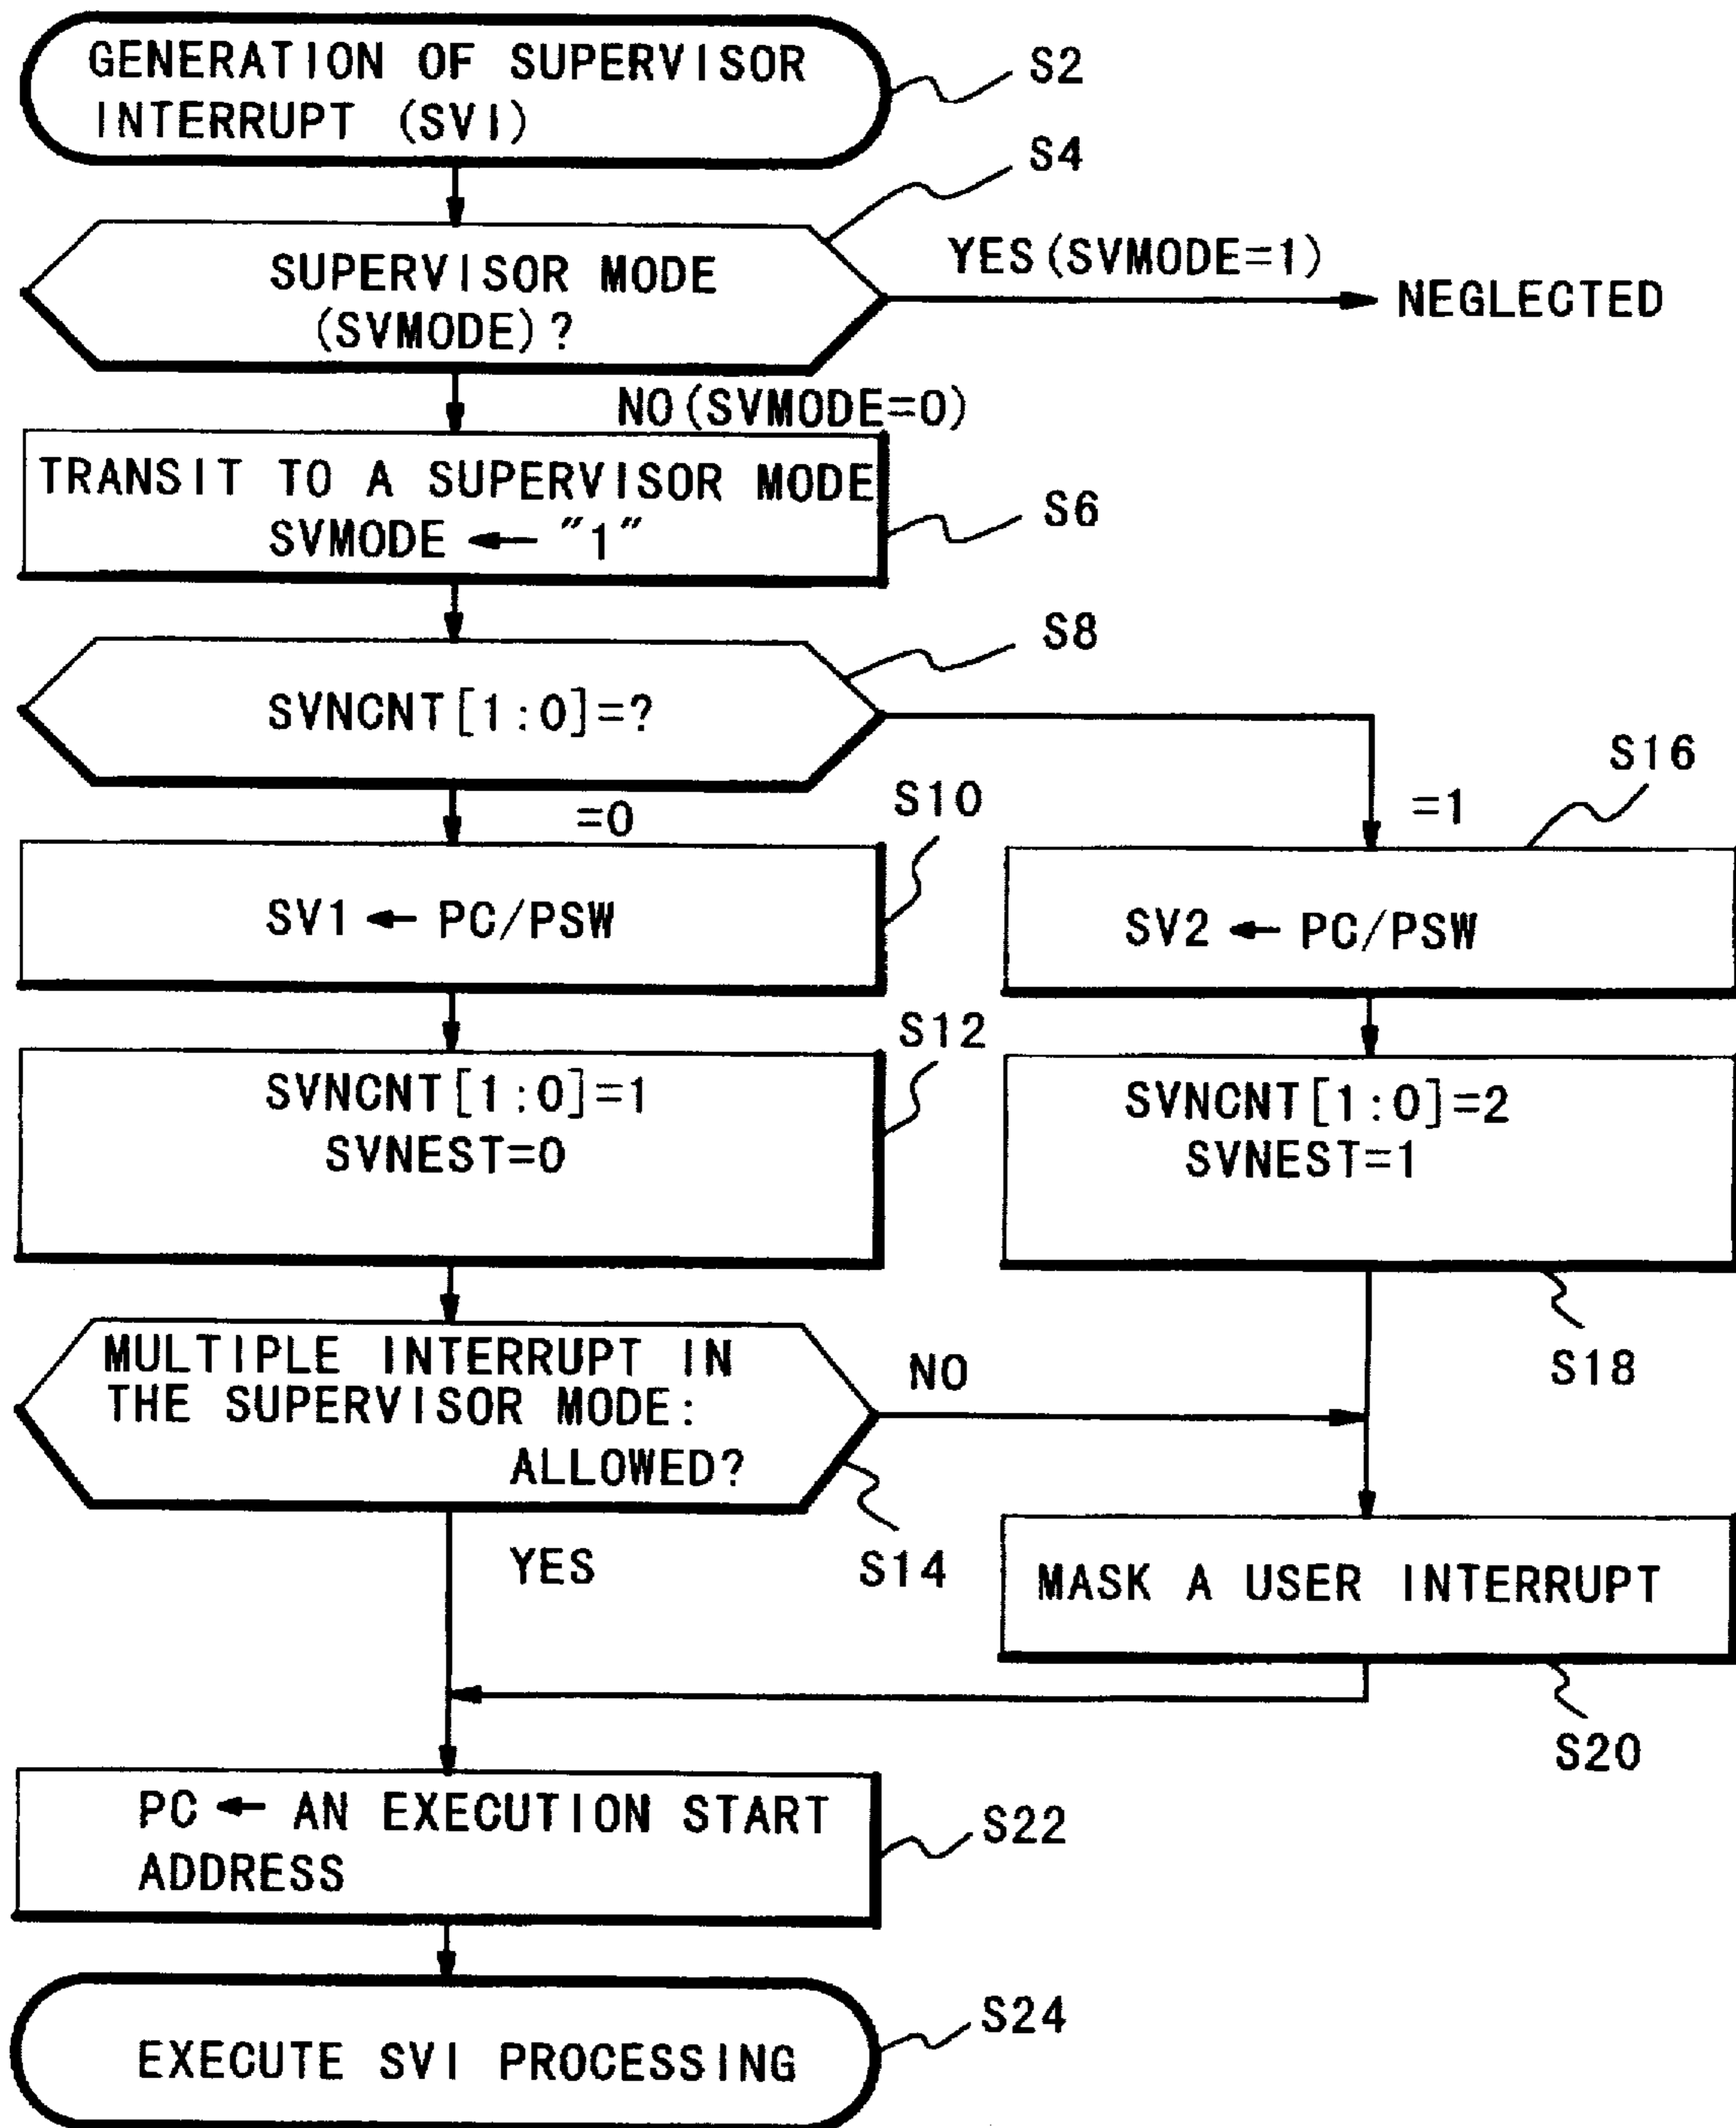 GENERATION OF SUPERVISOR
INTERRUPT (SVI)
S2
S4
SUPERVISOR MODE
(SVMODE)?
YES(SVMODE=1)
NEGLECTED
NO(SVMODE=0)
TRANSIT TO A SUPERVISOR MODE
SVMODE ← "1"
S6
S8
SVNCNT[1:0]=?
S16
S10
=0
=1
SV1 ← PC/PSW
SV2 ← PC/PSW
S12
SVNCNT[1:0]=1
SVNEST=0
SVNCNT[1:0]=2
SVNEST=1
S18
MULTIPLE INTERRUPT IN
THE SUPERVISOR MODE:
ALLOWED?
NO
YES
S14
MASK A USER INTERRUPT
S20
PC ← AN EXECUTION START
ADDRESS
S22
EXECUTE SVI PROCESSING
S24